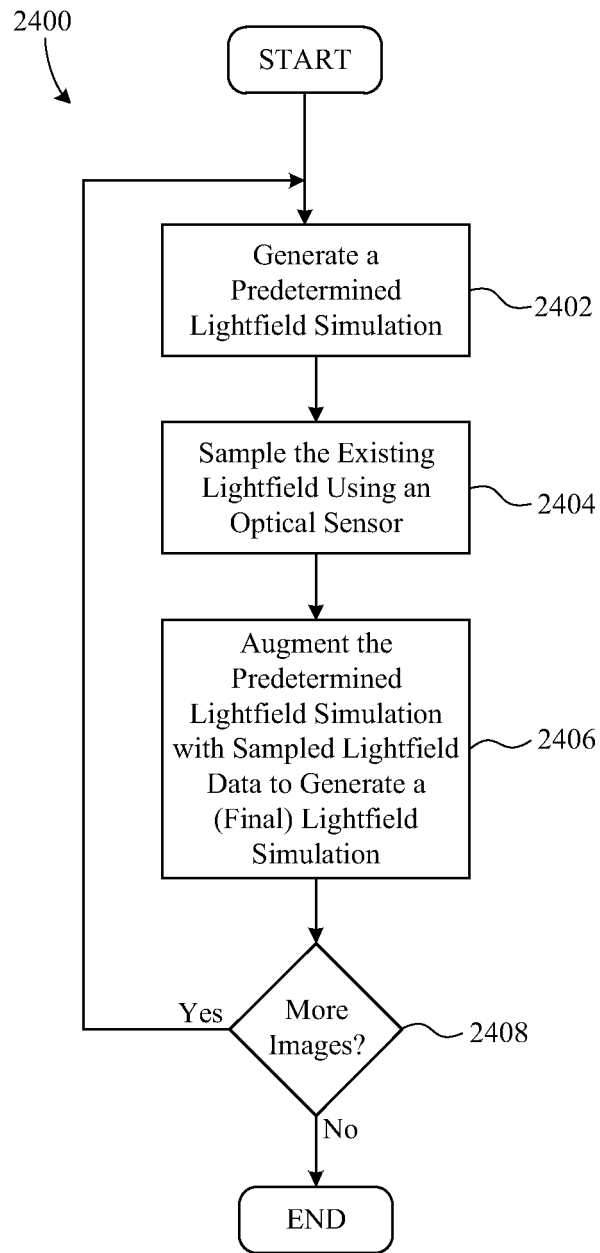 2400
START
Generate a
Predetermined
Lightfield Simulation
2402
Sample the Existing
Lightfield Using an
Optical Sensor
2404
Augment the
Predetermined
Lightfield Simulation
with Sampled Lightfield
Data to Generate a
(Final) Lightfield
Simulation
2406
Yes
More
Images?
2408
No
END